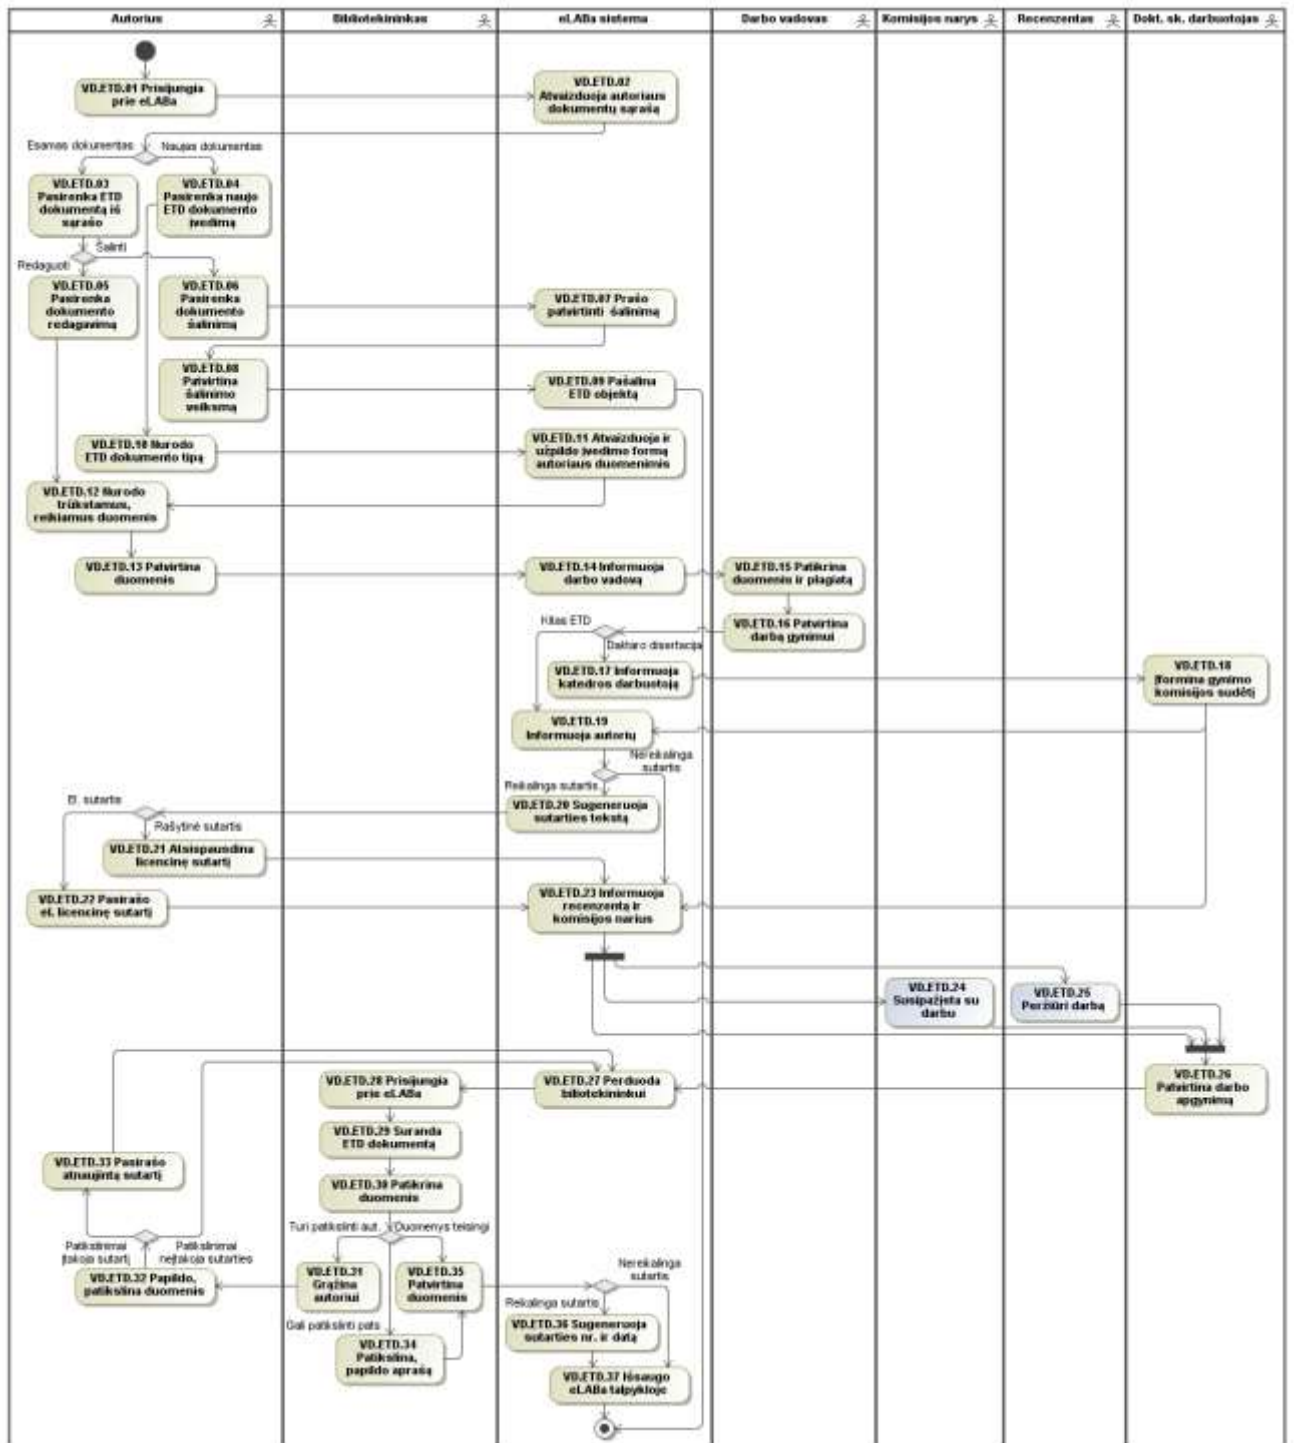 Autorius
Bibliotekininkas
eLABa sistema
Darbo vadovas
Komisijos narys
Recenzentas
Dokt. sk. darbuotojas
VD.ETD.01 Prisijungia
prie eLABa
VD.ETD.02
Atvaizduoja autoriaus
dokumentų sąrašą
Esamas dokumentas
Naujas dokumentas
VD.ETD.03
Pasirenka ETD
dokumentą iš
sąrašo
VD.ETD.04
Pasirenka naujo
ETD dokumento
įvedimą
Šalinti
Redaguoti
VD.ETD.05
Pasirenka
dokumento
redagavimą
VD.ETD.06
Pasirenka
dokumento
šalinimą
VD.ETD.07 Prašo
patvirtinti šalinimą
VD.ETD.08
Patvirtina
šalinimo
veiksmą
VD.ETD.09 Pašalina
ETD objektą
VD.ETD.10 Nurodo
ETD dokumento tipą
VD.ETD.11 Atvaizduoja ir
užpildo įvedimo formą
autoriaus duomenimis
VD.ETD.12 Nurodo
trūkstamus,
reikiamus duomenis
VD.ETD.13 Patvirtina
duomenis
VD.ETD.14 Informuoja
darbo vadovą
VD.ETD.15 Patikrina
duomenis ir plagiatą
Kitas ETD
VD.ETD.16 Patvirtina
darbą gynimui
Daktaro disertacija
VD.ETD.17 Informuoja
katedros darbuotoją
VD.ETD.18
Įformina gynimo
komisijos sudėtį
VD.ETD.19
Informuoja autorių
Nereikalinga
sutartis
Reikalinga sutartis
El. sutartis
VD.ETD.20 Sugeneruoja
sutarties tekstą
Rašytinė sutartis
VD.ETD.21 Atsispausdina
licencinę sutartį
VD.ETD.22 Pasirašo
el. licencinę sutartį
VD.ETD.23 Informuoja
recenzentą ir
komisijos narius
VD.ETD.24
Susipažįsta su
darbu
VD.ETD.25
Peržiūri darbą
VD.ETD.26
Patvirtina darbo
apgynimą
VD.ETD.27 Perduoda
biliotekininkui
VD.ETD.28 Prisijungia
prie eLABa
VD.ETD.29 Suranda
ETD dokumentą
VD.ETD.33 Pasirašo
atnaujintą sutartį
VD.ETD.30 Patikrina
duomenis
Turi patikslinti aut.
Duomenys teisingi
Patikslinimai
įtakoja sutartį
Patikslinimai
neįtakoja sutarties
VD.ETD.31
Grąžina
autoriui
VD.ETD.35
Patvirtina
duomenis
Nereikalinga
sutartis
VD.ETD.32 Papildo,
patikslina duomenis
Reikalinga sutartis
Gali patikslinti pats
VD.ETD.36 Sugeneruoja
sutarties nr. ir datą
VD.ETD.34
Patikslina,
papildo aprašą
VD.ETD.37 Išsaugo
eLABa talpykloje